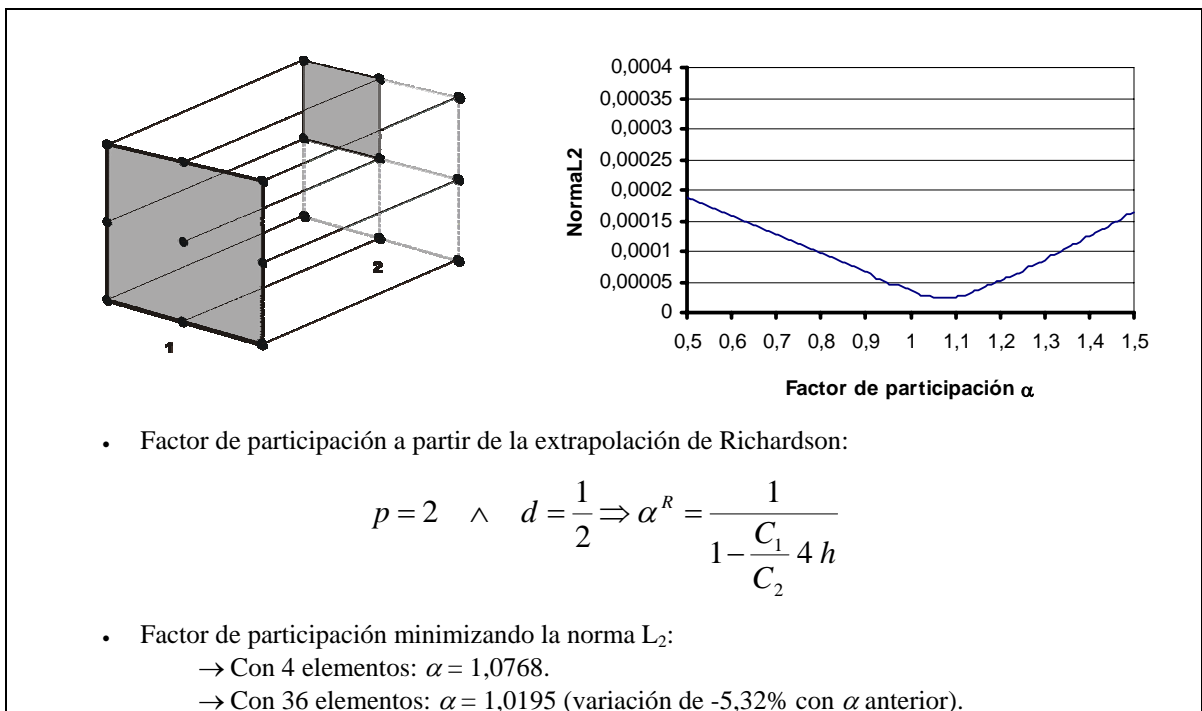 1
2
0,0004
0,00035
0,0003
0,00025
0,0002
0,00015
0,0001
0,00005
0
NormaL2
0,5 0,6 0,7 0,8 0,9 1 1,1 1,2 1,3 1,4 1,5
Factor de participación α
• Factor de participación a partir de la extrapolación de Richardson:
p = 2 ∧ d = 1/2 ⇒ α^R = 1/(1 − (C₁/C₂) 4 h)
• Factor de participación minimizando la norma L₂:
→ Con 4 elementos: α = 1,0768.
→ Con 36 elementos: α = 1,0195 (variación de -5,32% con α anterior).